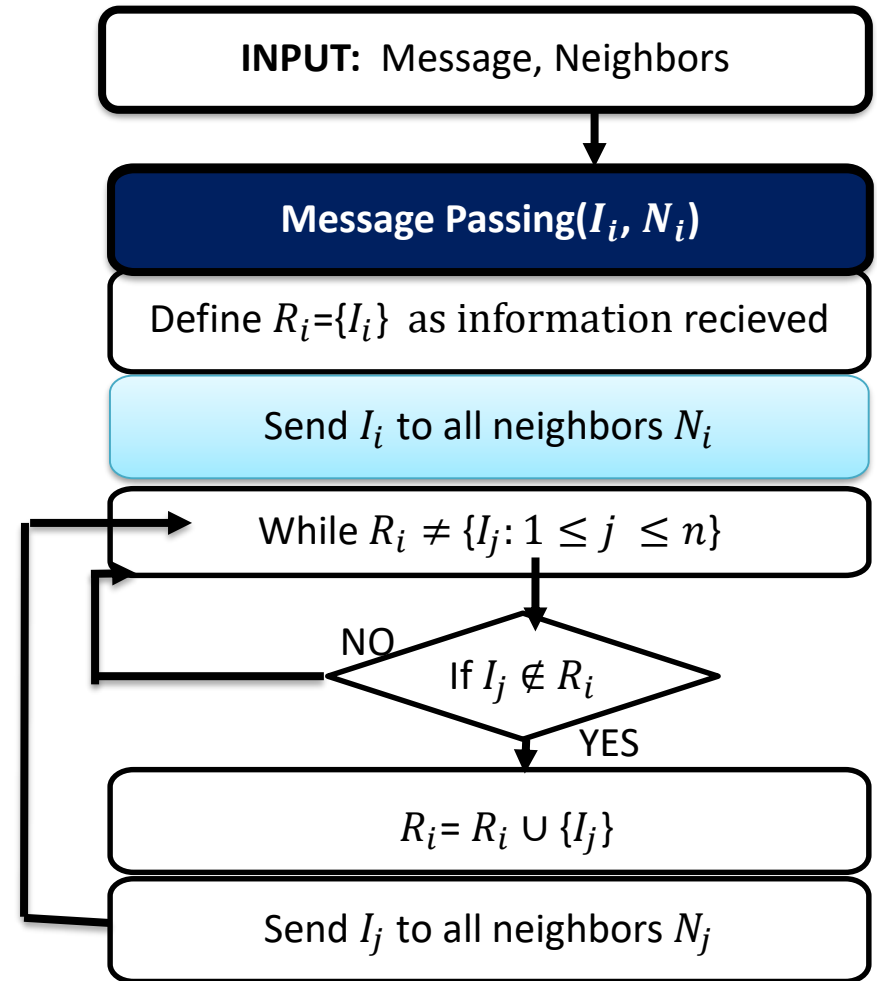 INPUT: Message, Neighbors
Message Passing(𝑰𝒊, 𝑵𝒊)
Define 𝑅𝑖={𝐼𝑖} as information recieved
Send 𝐼𝑖 to all neighbors 𝑁𝑖
While 𝑅𝑖 ≠ {𝐼𝑗: 1 ≤ 𝑗 ≤ 𝑛}
NO
If 𝐼𝑗 ∉ 𝑅𝑖
YES
𝑅𝑖= 𝑅𝑖 ∪ {𝐼𝑗}
Send 𝐼𝑗 to all neighbors 𝑁𝑗